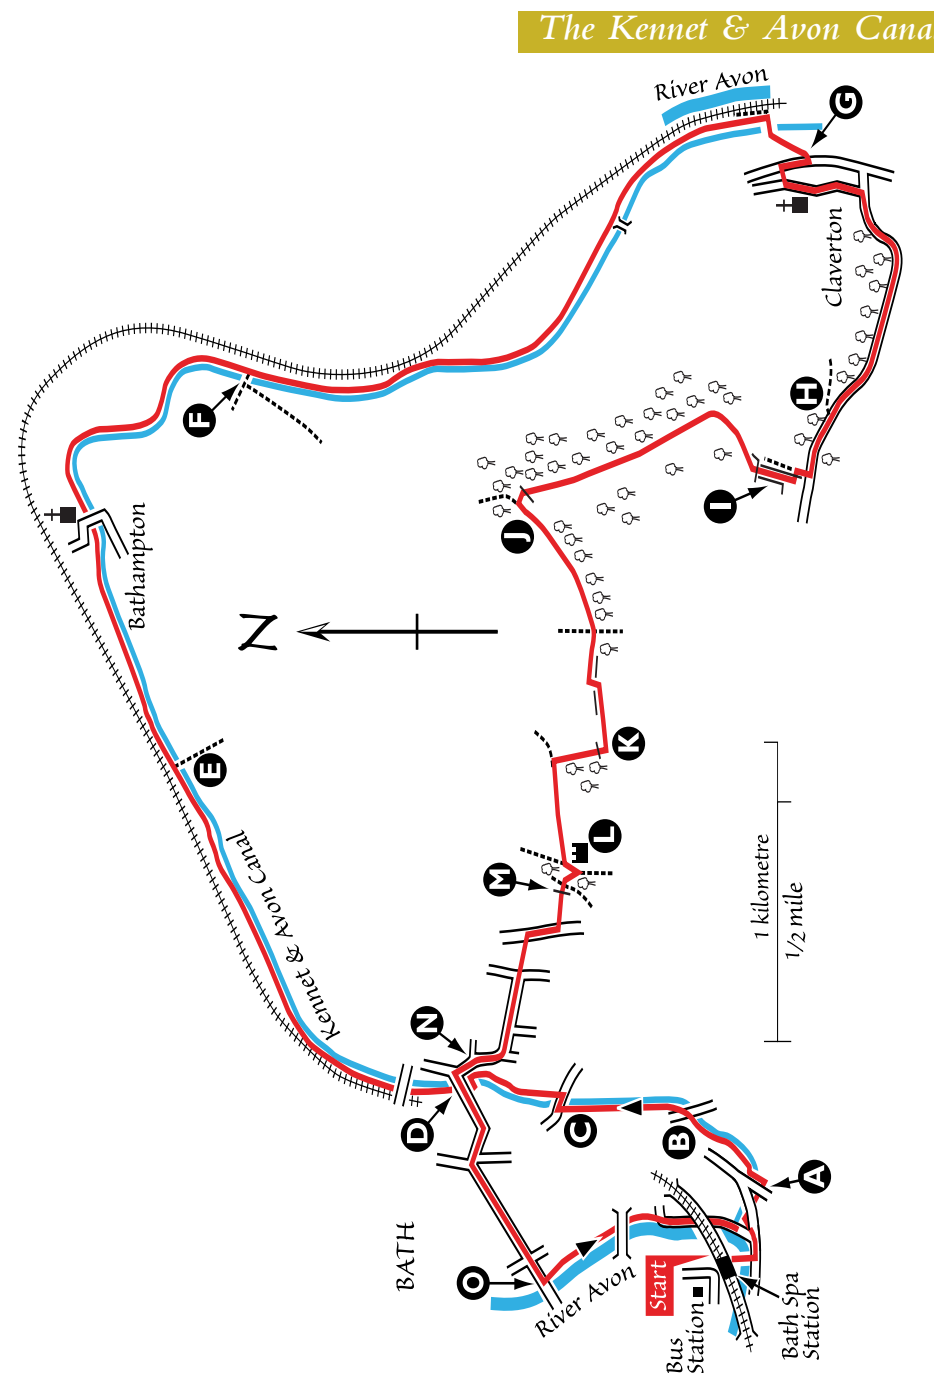 The Kennet & Avon Cana
River Avon
G
Claverton
F
H
I
J
Bathampton
N
E
K
Kennet & Avon Canal
L
M
1 kilometre
1/2 mile
N
D
C
B
A
BATH
O
River Avon
Start
Bus
Station
Bath Spa
Station